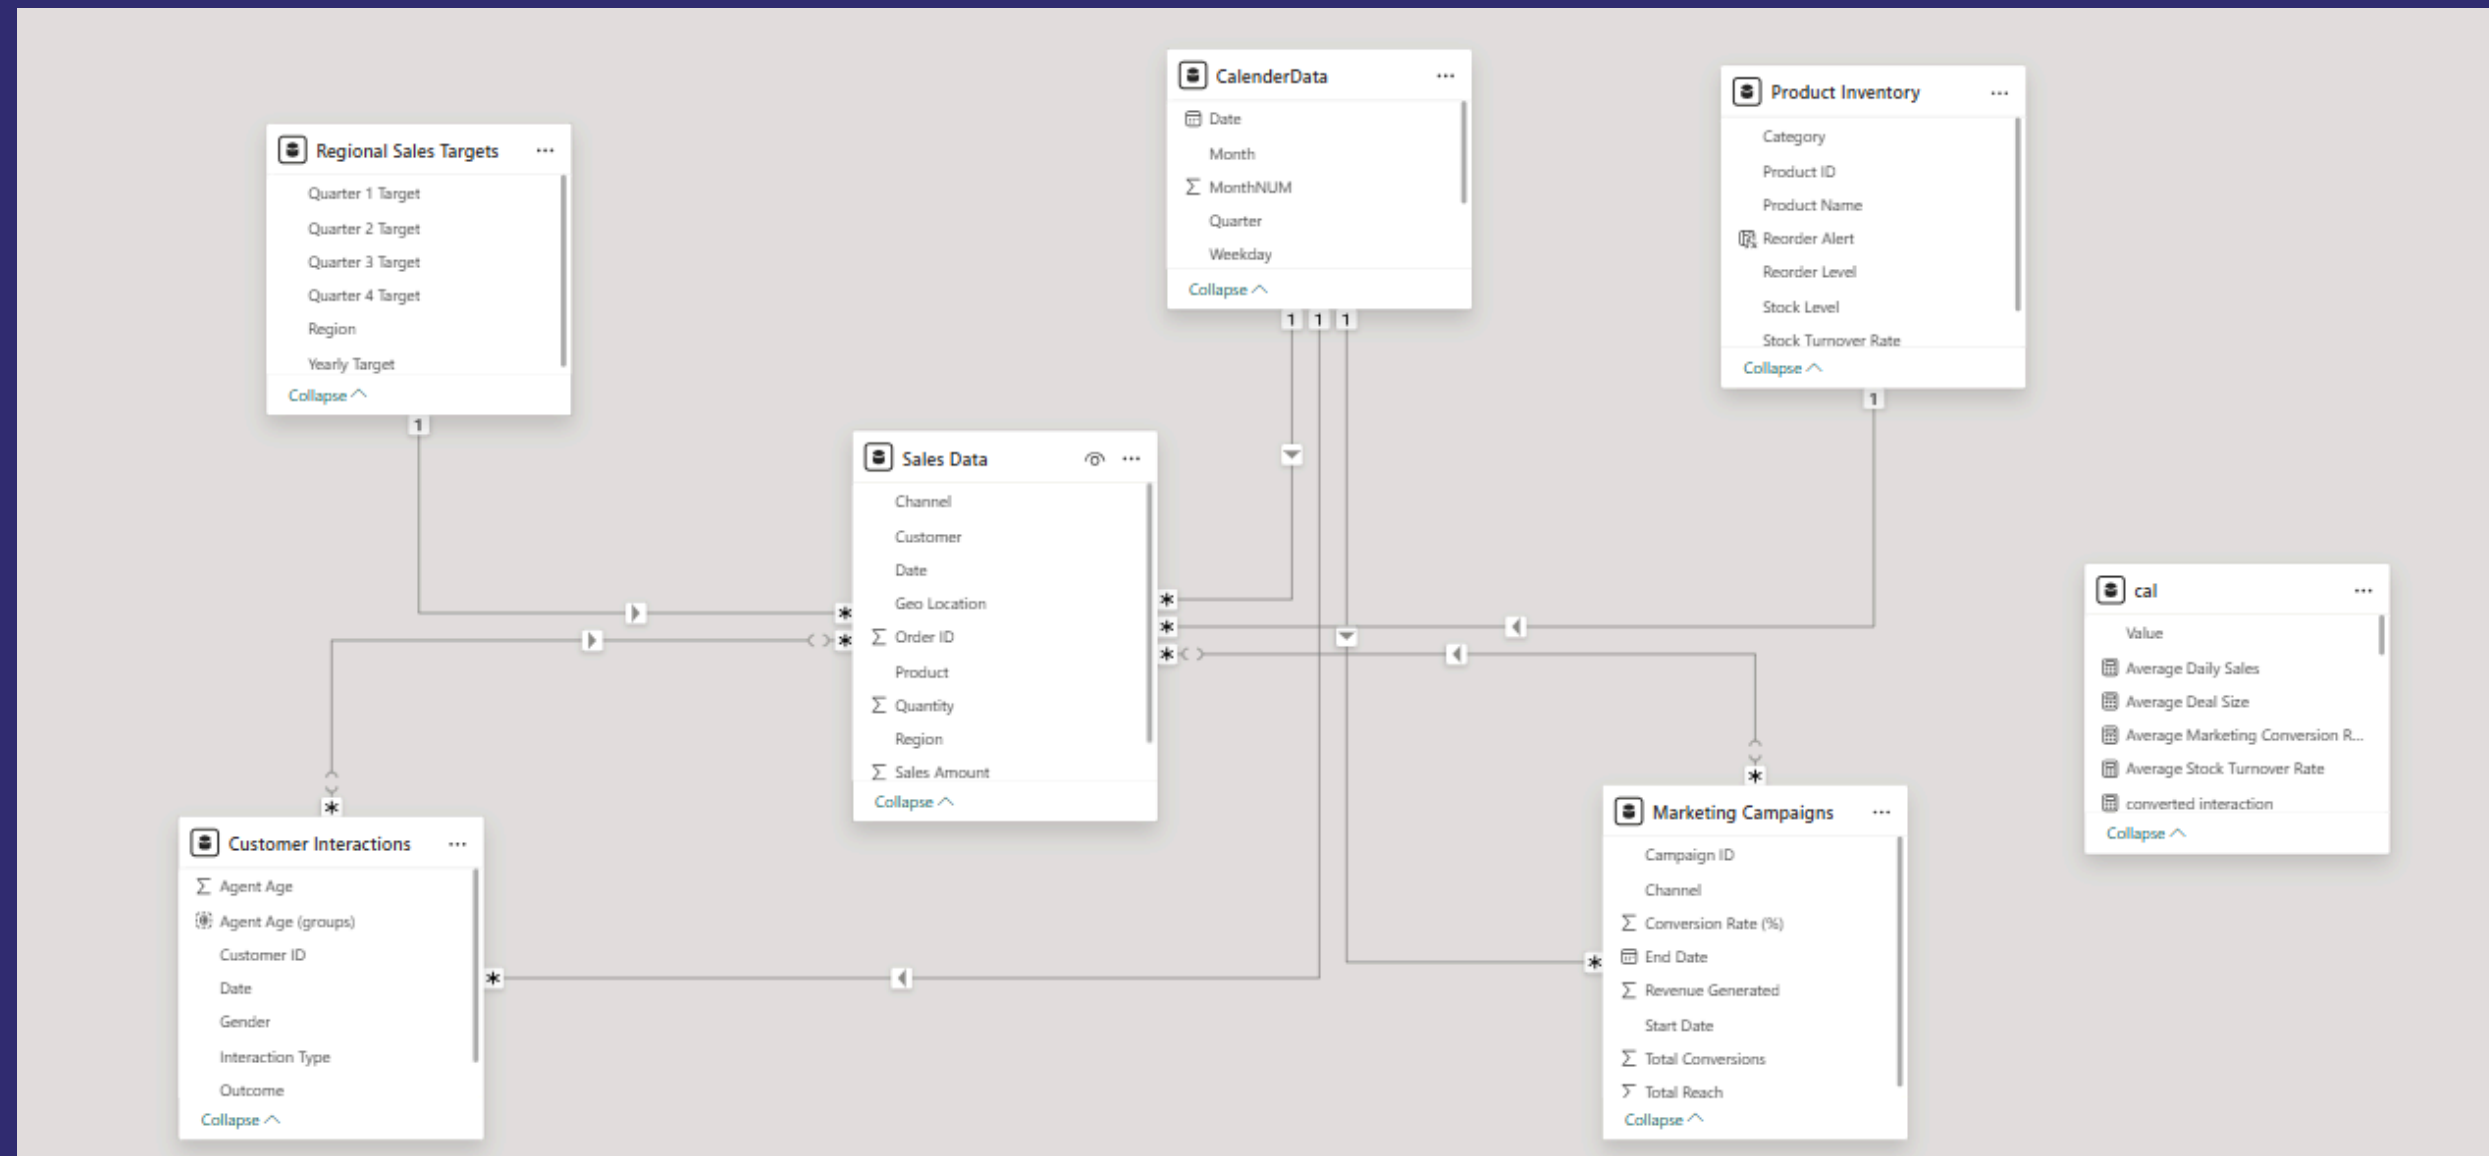 CalenderData
Date
Month
MonthNUM
Quarter
Weekday
Collapse
Product Inventory
Category
Product ID
Product Name
Reorder Alert
Reorder Level
Stock Level
Stock Turnover Rate
Collapse
Regional Sales Targets
Quarter 1 Target
Quarter 2 Target
Quarter 3 Target
Quarter 4 Target
Region
Yearly Target
Collapse
1 1 1
1
1
Sales Data
Channel
Customer
Date
Geo Location
Order ID
Product
Quantity
Region
Sales Amount
Collapse
*
*
*
*
*
cal
Value
Average Daily Sales
Average Deal Size
Average Marketing Conversion R...
Average Stock Turnover Rate
converted interaction
Collapse
*
Customer Interactions
Agent Age
Agent Age (groups)
Customer ID
Date
Gender
Interaction Type
Outcome
Collapse
*
*
Marketing Campaigns
Campaign ID
Channel
Conversion Rate (%)
End Date
Revenue Generated
Start Date
Total Conversions
Total Reach
Collapse
*